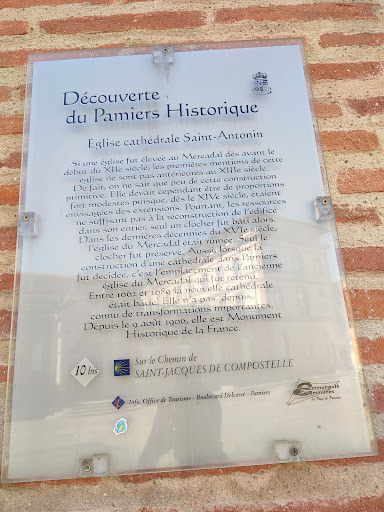 Découverte
du Pamiers Historique
Eglise cathédrale Saint-Antonin
Si une église fut élevée au Mercadal dès avant le
début du XIIe siècle, les premières mentions de cette
église ne sont pas antérieures au XIIe siècle.
De fait, on ne sait que peu de cette construction
primitive. Elle devait cependant être de proportions
fort modestes puisque, dès le XIVe siècle, étaient
envisagées des extensions. Pourtant, les ressources
ne suffisant pas à la reconstruction de l'édifice
dans son entier, seul un clocher fut bâti alors.
Dans les dernières décennies du XVIe siècle,
l'église du Mercadal était ruinée. Seul le
clocher fut préservé. Aussi, lorsque la
construction d'une cathédrale dans Pamiers
fut décidée, c'est l'emplacement de l'ancienne
église du Mercadal qui fut retenu.
Entre 1662 et 1689 la nouvelle cathédrale
était bâtie. Elle n'a pas, depuis,
connu de transformations importantes.
Depuis le 9 août 1906, elle est Monument
Historique de la France.
10 bis
Sur le Chemin de
SAINT-JACQUES DE COMPOSTELLE
Info. Office de Tourisme - Boulevard Delcassé - Pamiers